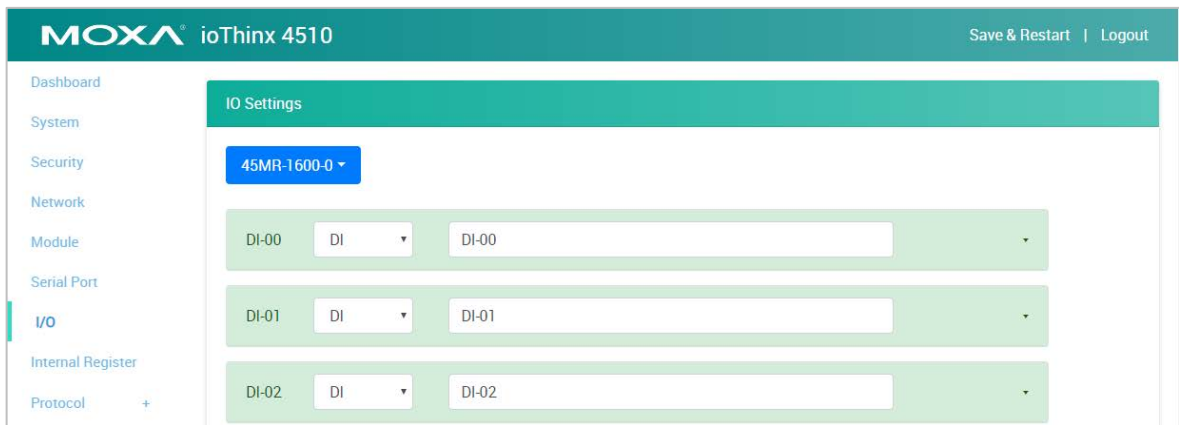 MOXA® ioThinx 4510
Save & Restart | Logout
Dashboard
System
Security
Network
Module
Serial Port
I/O
Internal Register
Protocol +
IO Settings
45MR-1600-0
DI-00 DI DI-00
DI-01 DI DI-01
DI-02 DI DI-02